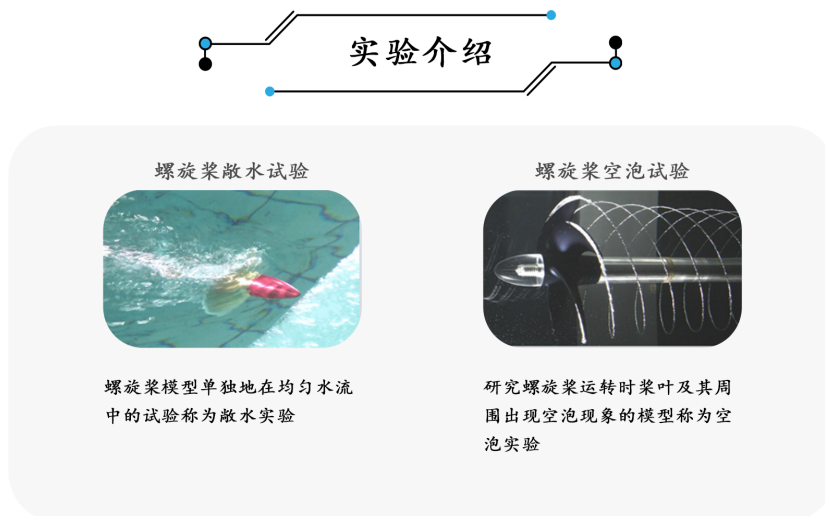 实验介绍
螺旋桨敞水试验
螺旋桨空泡试验
螺旋桨模型单独地在均匀水流
中的试验称为敞水实验
研究螺旋桨运转时桨叶及其周
围出现空泡现象的模型称为空
泡实验